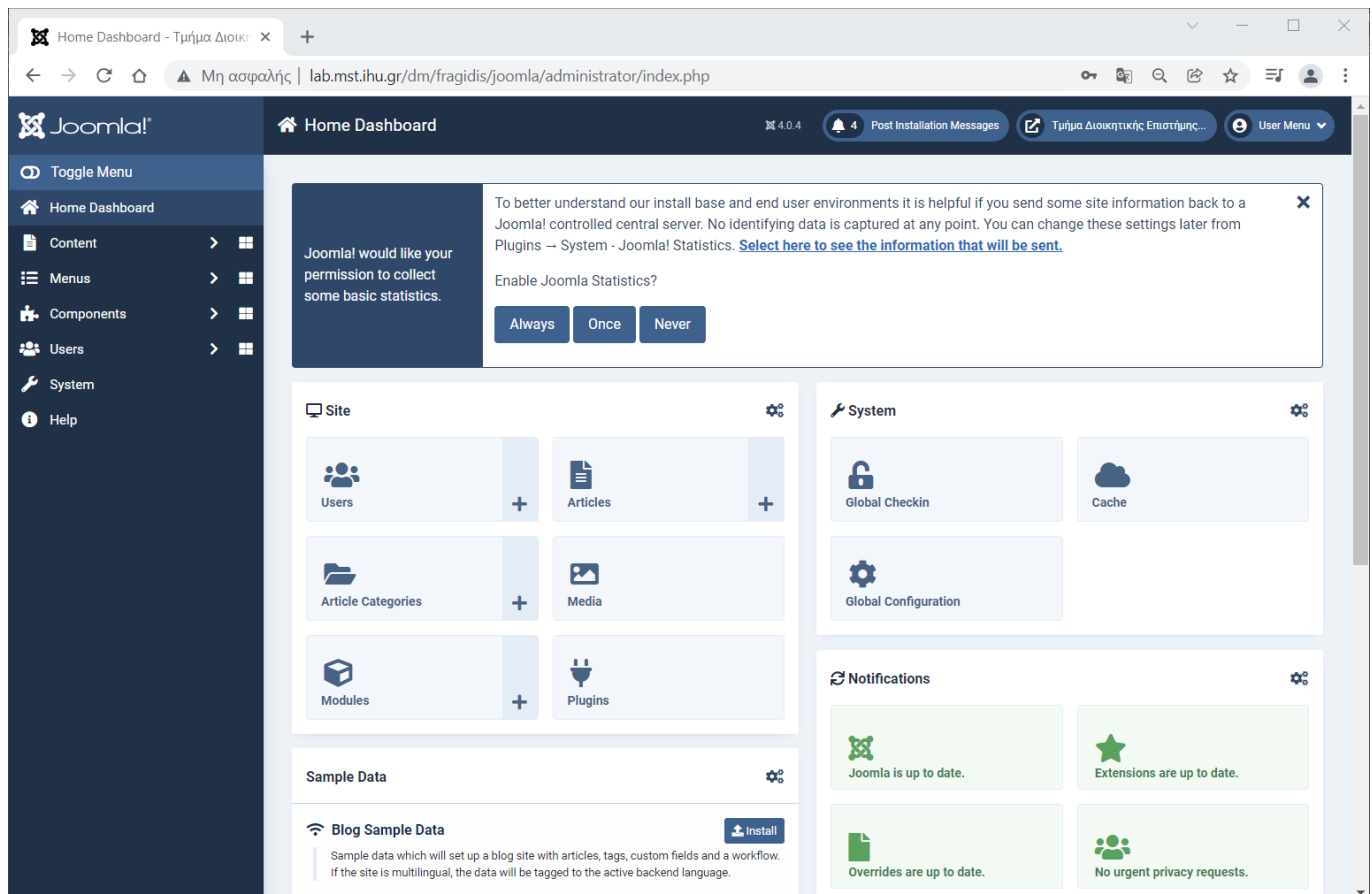 Home Dashboard - Τμήμα Διοικη
Μη ασφαλής | lab.mst.ihu.gr/dm/fragidis/joomla/administrator/index.php
Joomla!®
Home Dashboard
4.0.4
4 Post Installation Messages
Τμήμα Διοικητικής Επιστήμης...
User Menu
Toggle Menu
Home Dashboard
Content
Menus
Components
Users
System
Help
Joomla! would like your
permission to collect
some basic statistics.
To better understand our install base and end user environments it is helpful if you send some site information back to a
Joomla! controlled central server. No identifying data is captured at any point. You can change these settings later from
Plugins → System - Joomla! Statistics. Select here to see the information that will be sent.
Enable Joomla Statistics?
Always Once Never
Site
Users
Articles
Article Categories
Media
Modules
Plugins
System
Global Checkin
Cache
Global Configuration
Notifications
Joomla is up to date.
Extensions are up to date.
Overrides are up to date.
No urgent privacy requests.
Sample Data
Blog Sample Data
Install
Sample data which will set up a blog site with articles, tags, custom fields and a workflow.
If the site is multilingual, the data will be tagged to the active backend language.